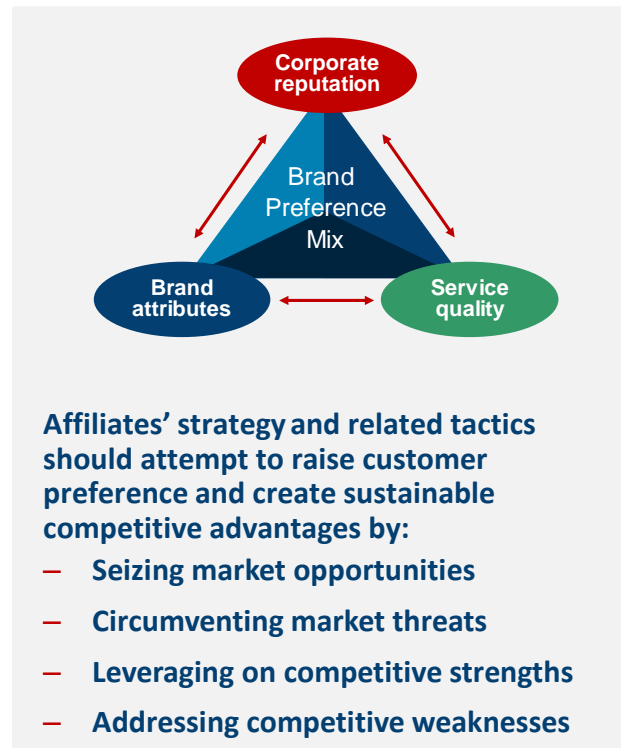 Corporate
reputation
Brand
Preference
Mix
Brand
attributes
Service
quality
Affiliates’ strategy and related tactics
should attempt to raise customer
preference and create sustainable
competitive advantages by:
– Seizing market opportunities
– Circumventing market threats
– Leveraging on competitive strengths
– Addressing competitive weaknesses